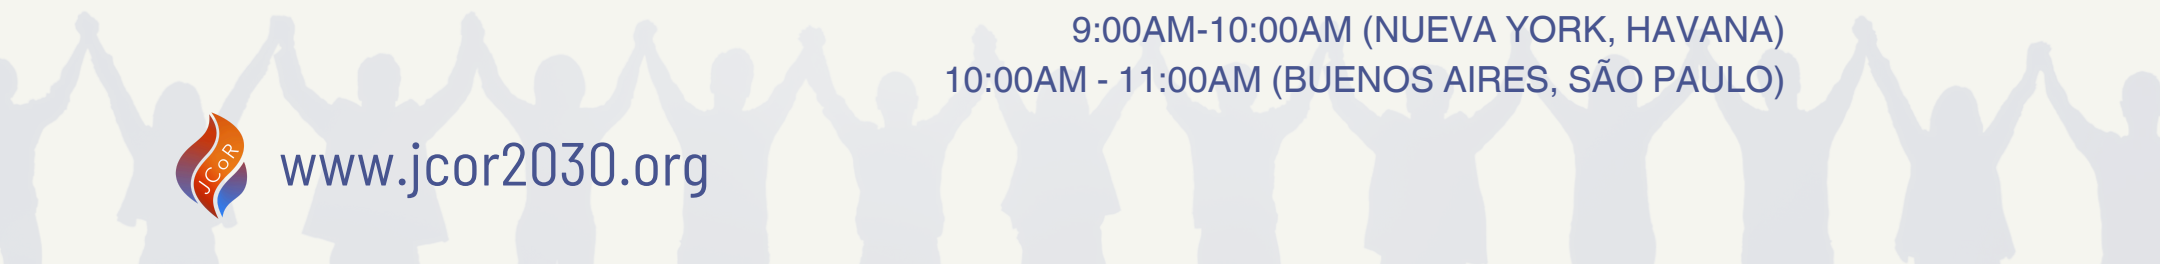 9:00AM-10:00AM (NUEVA YORK, HAVANA)
10:00AM - 11:00AM (BUENOS AIRES, SÃO PAULO)
JCoR
www.jcor2030.org